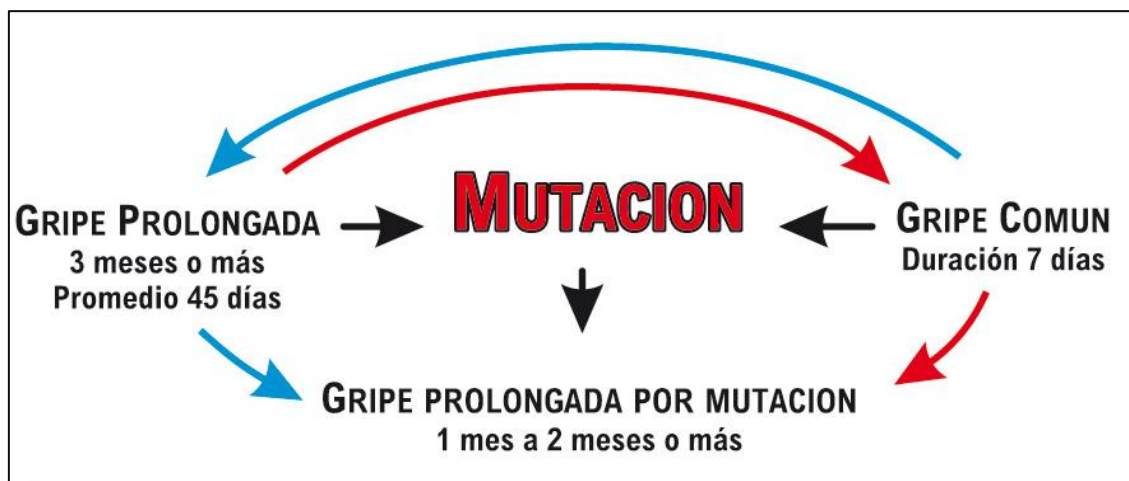 MUTACION
GRIPE PROLONGADA
3 meses o más
Promedio 45 días
GRIPE COMUN
Duración 7 días
GRIPE PROLONGADA POR MUTACION
1 mes a 2 meses o más